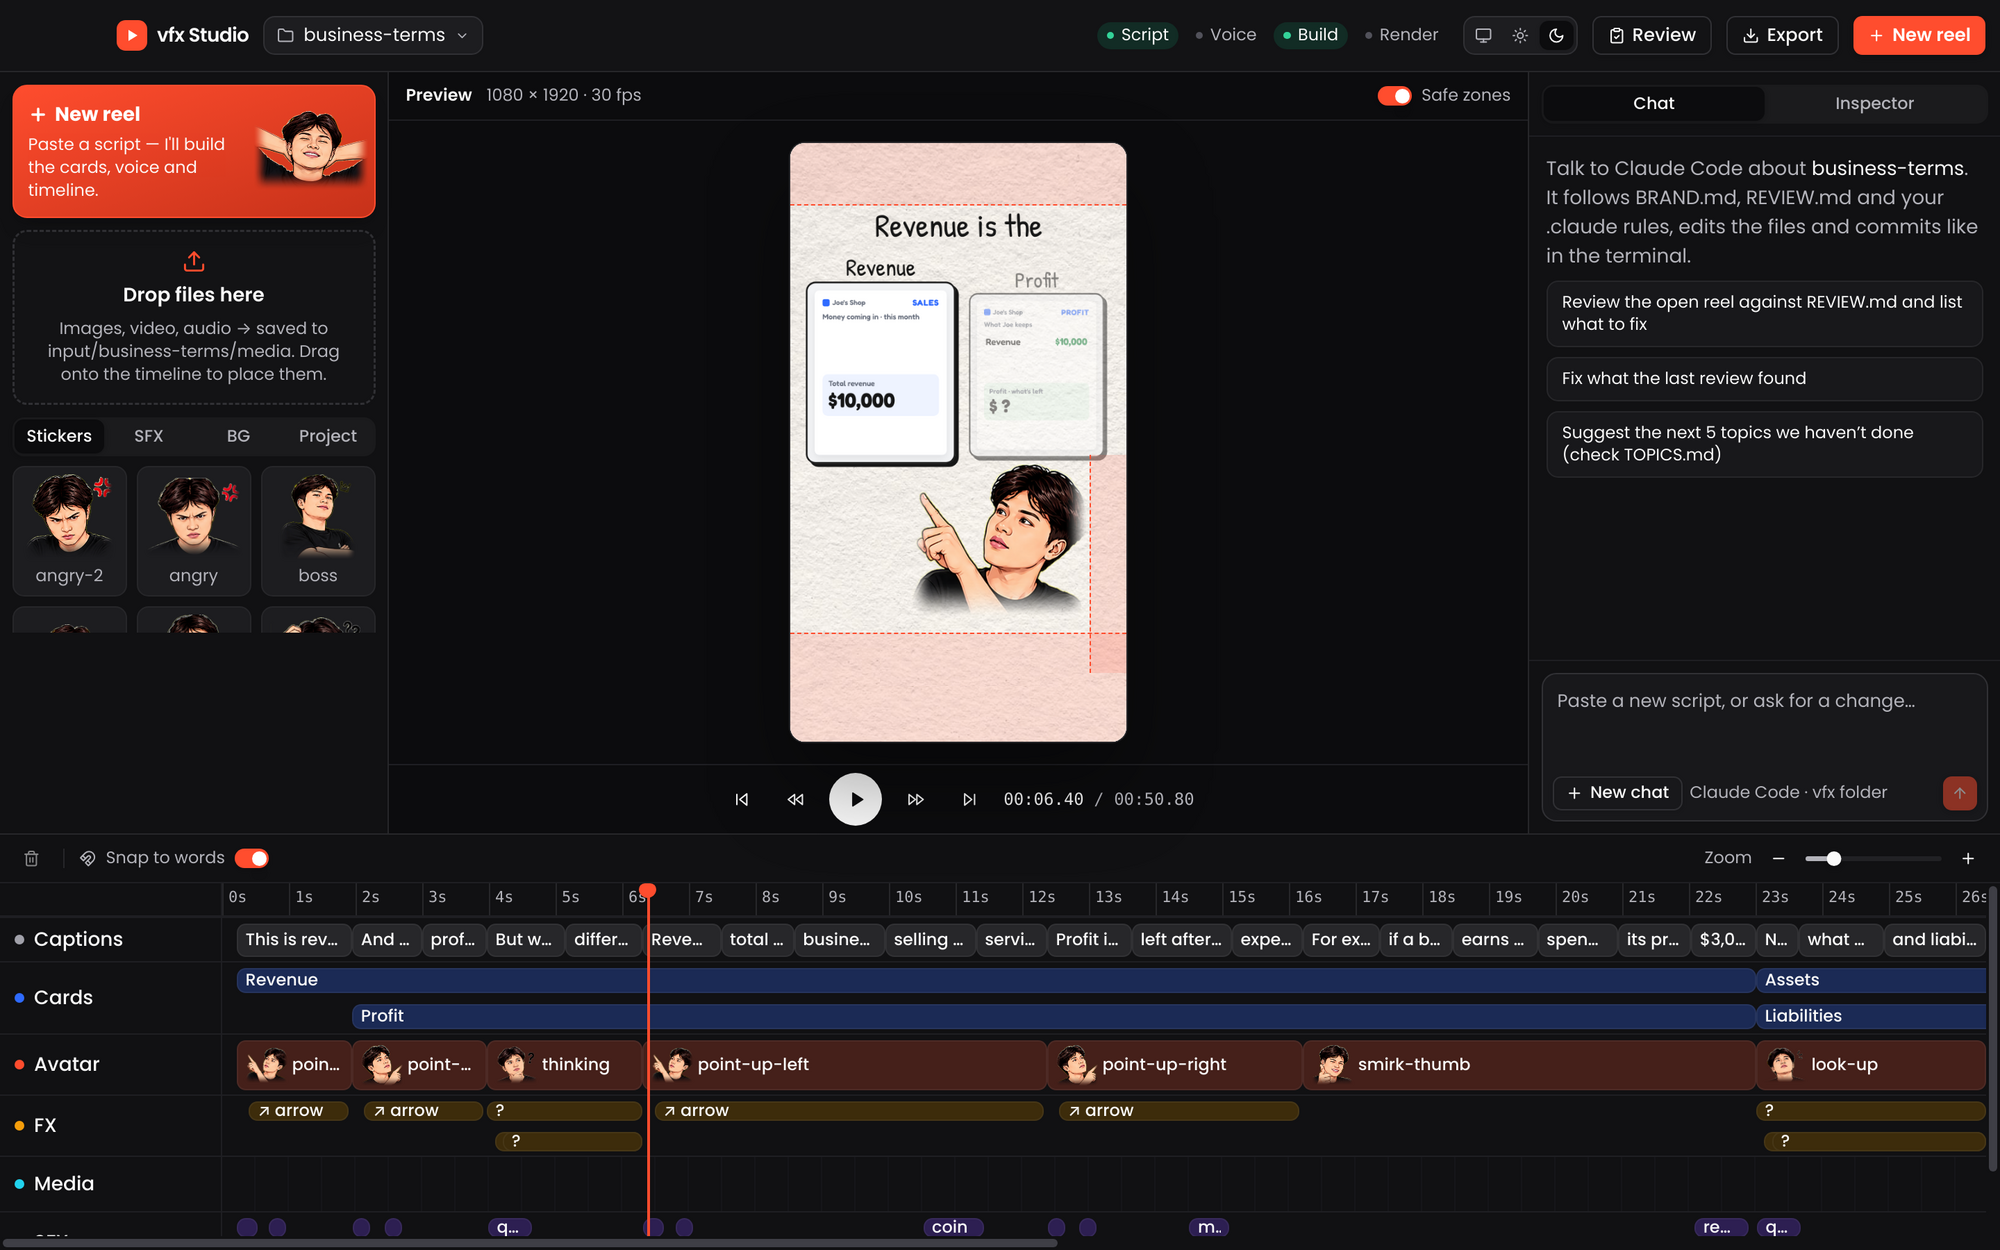 vfx Studio
business-terms
Script
Voice
Build
Render
Review
Export
+ New reel
+ New reel
Paste a script — I'll build
the cards, voice and
timeline.
Drop files here
Images, video, audio → saved to
input/business-terms/media. Drag
onto the timeline to place them.
Stickers
SFX
BG
Project
angry-2
angry
boss
Preview
1080 × 1920 · 30 fps
Safe zones
Revenue is the
Revenue
Joe's Shop
SALES
Money coming in · this month
Total revenue
$10,000
Profit
Joe's Shop
PROFIT
What Joe keeps
Revenue
$10,000
Profit · what's left
$ ?
00:06.40 / 00:50.80
Chat
Inspector
Talk to Claude Code about business-terms.
It follows BRAND.md, REVIEW.md and your
.claude rules, edits the files and commits like
in the terminal.
Review the open reel against REVIEW.md and list
what to fix
Fix what the last review found
Suggest the next 5 topics we haven't done
(check TOPICS.md)
Paste a new script, or ask for a change...
+ New chat
Claude Code · vfx folder
Snap to words
Zoom
0s 1s 2s 3s 4s 5s 6s 7s 8s 9s 10s 11s 12s 13s 14s 15s 16s 17s 18s 19s 20s 21s 22s 23s 24s 25s 26s
Captions
This is rev... And ... prof... But w... differ... Reve... total ... busine... selling ... servi... Profit i... left after... expe... For ex... if a b... earns ... spen... its pr... $3,0... N... what ... and liabi...
Cards
Revenue
Assets
Profit
Liabilities
Avatar
poin... point-... thinking point-up-left point-up-right smirk-thumb look-up
FX
↗ arrow ↗ arrow ? ↗ arrow ↗ arrow ?
? ?
Media
q... coin m... re... q...